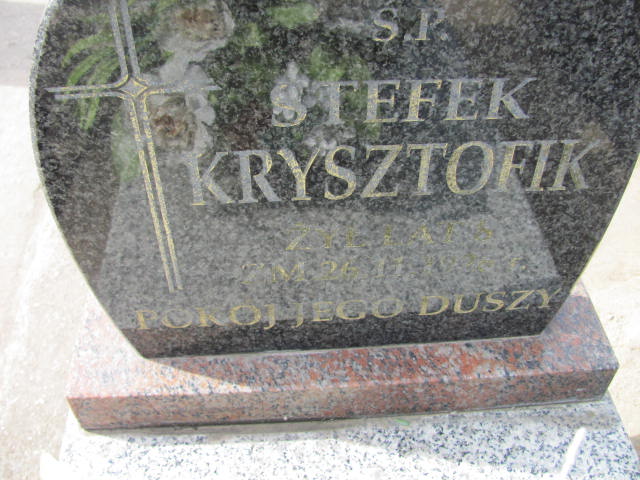 Ś.P.
STEFEK
KRYSZTOFIK
ŻYŁ LAT
ZM. 26.11.
POKÓJ JEGO DUSZY